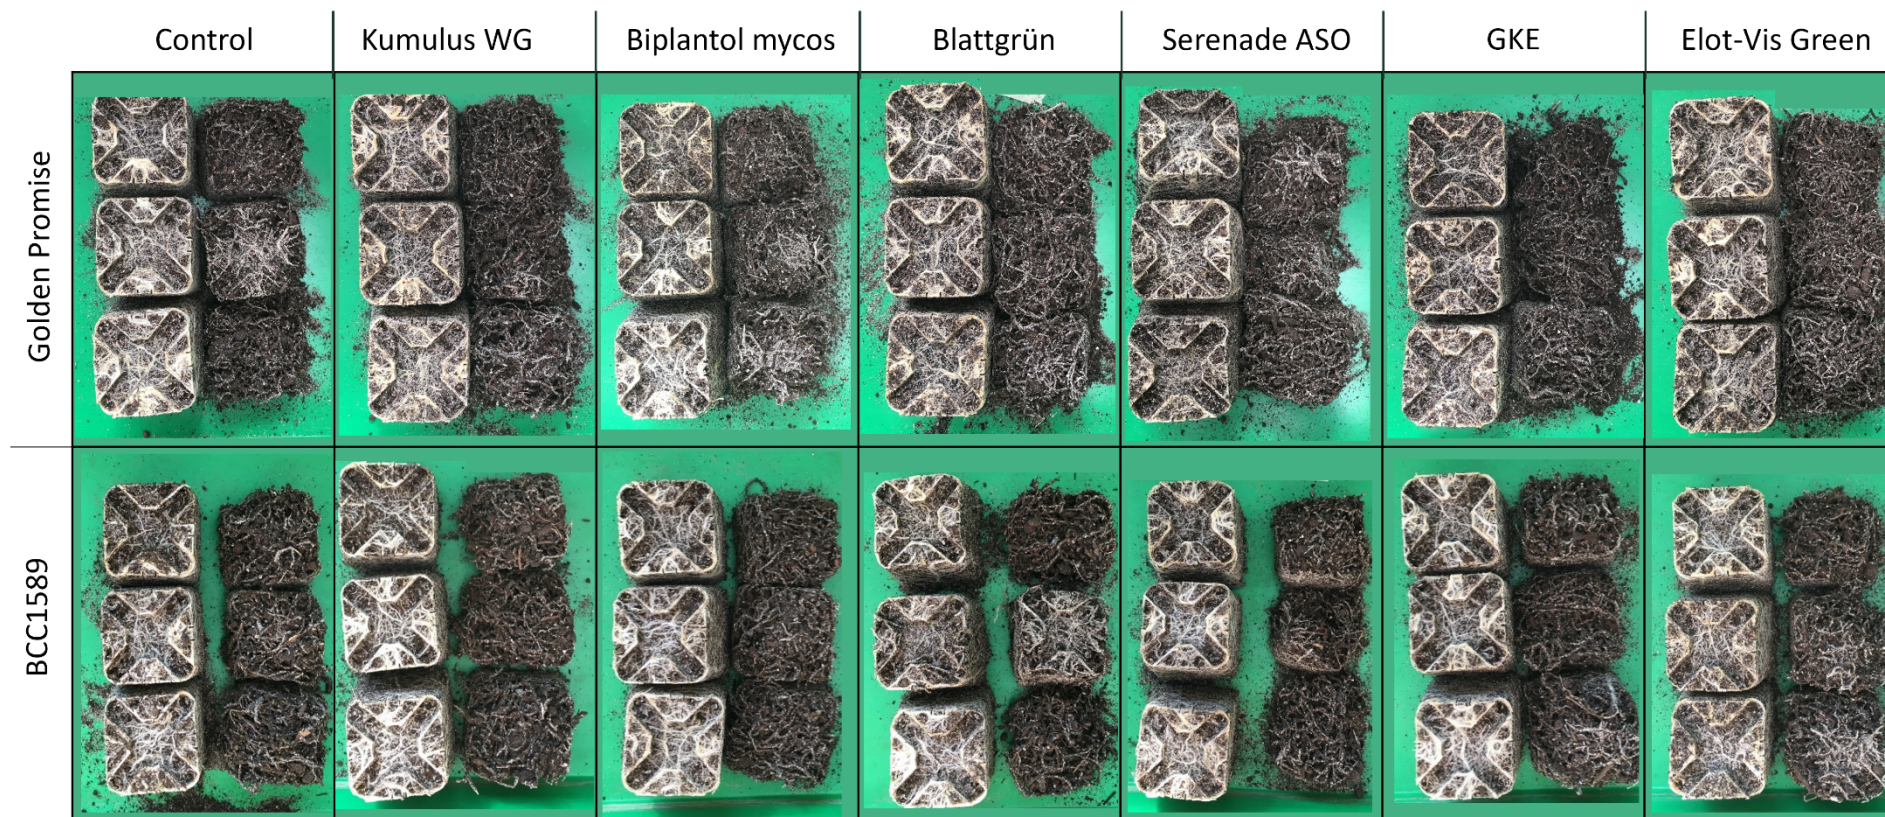 Control
Kumulus WG
Biplantol mycos
Blattgrün
Serenade ASO
GKE
Elot-Vis Green
Golden Promise
BCC1589